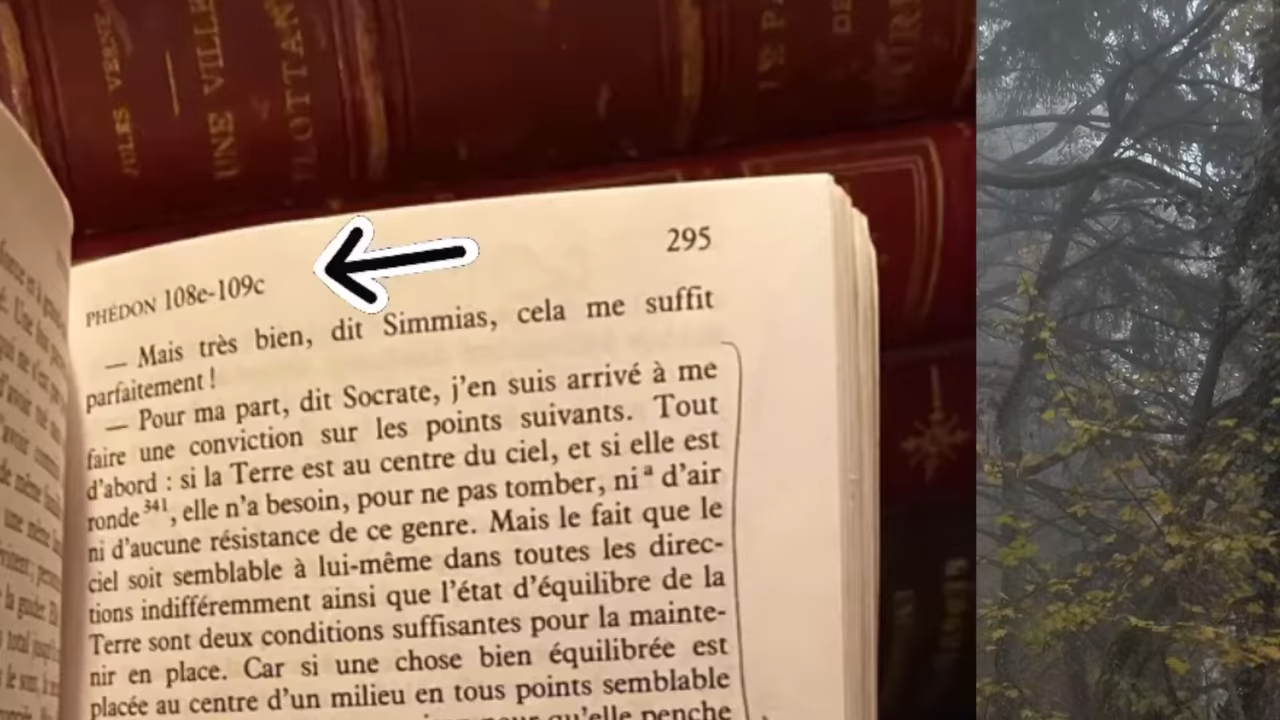 JULES VERNE
UNE VILLE
FLOTTAN
295
PHÉDON 108e-109c
— Mais très bien, dit Simmias, cela me suffit
parfaitement !
— Pour ma part, dit Socrate, j'en suis arrivé à me
faire une conviction sur les points suivants. Tout
d'abord : si la Terre est au centre du ciel, et si elle est
ronde 341, elle n'a besoin, pour ne pas tomber, ni a d'air
ni d'aucune résistance de ce genre. Mais le fait que le
ciel soit semblable à lui-même dans toutes les direc-
tions indifféremment ainsi que l'état d'équilibre de la
Terre sont deux conditions suffisantes pour la mainte-
nir en place. Car si une chose bien équilibrée est
placée au centre d'un milieu en tous points semblable
qu'elle penche